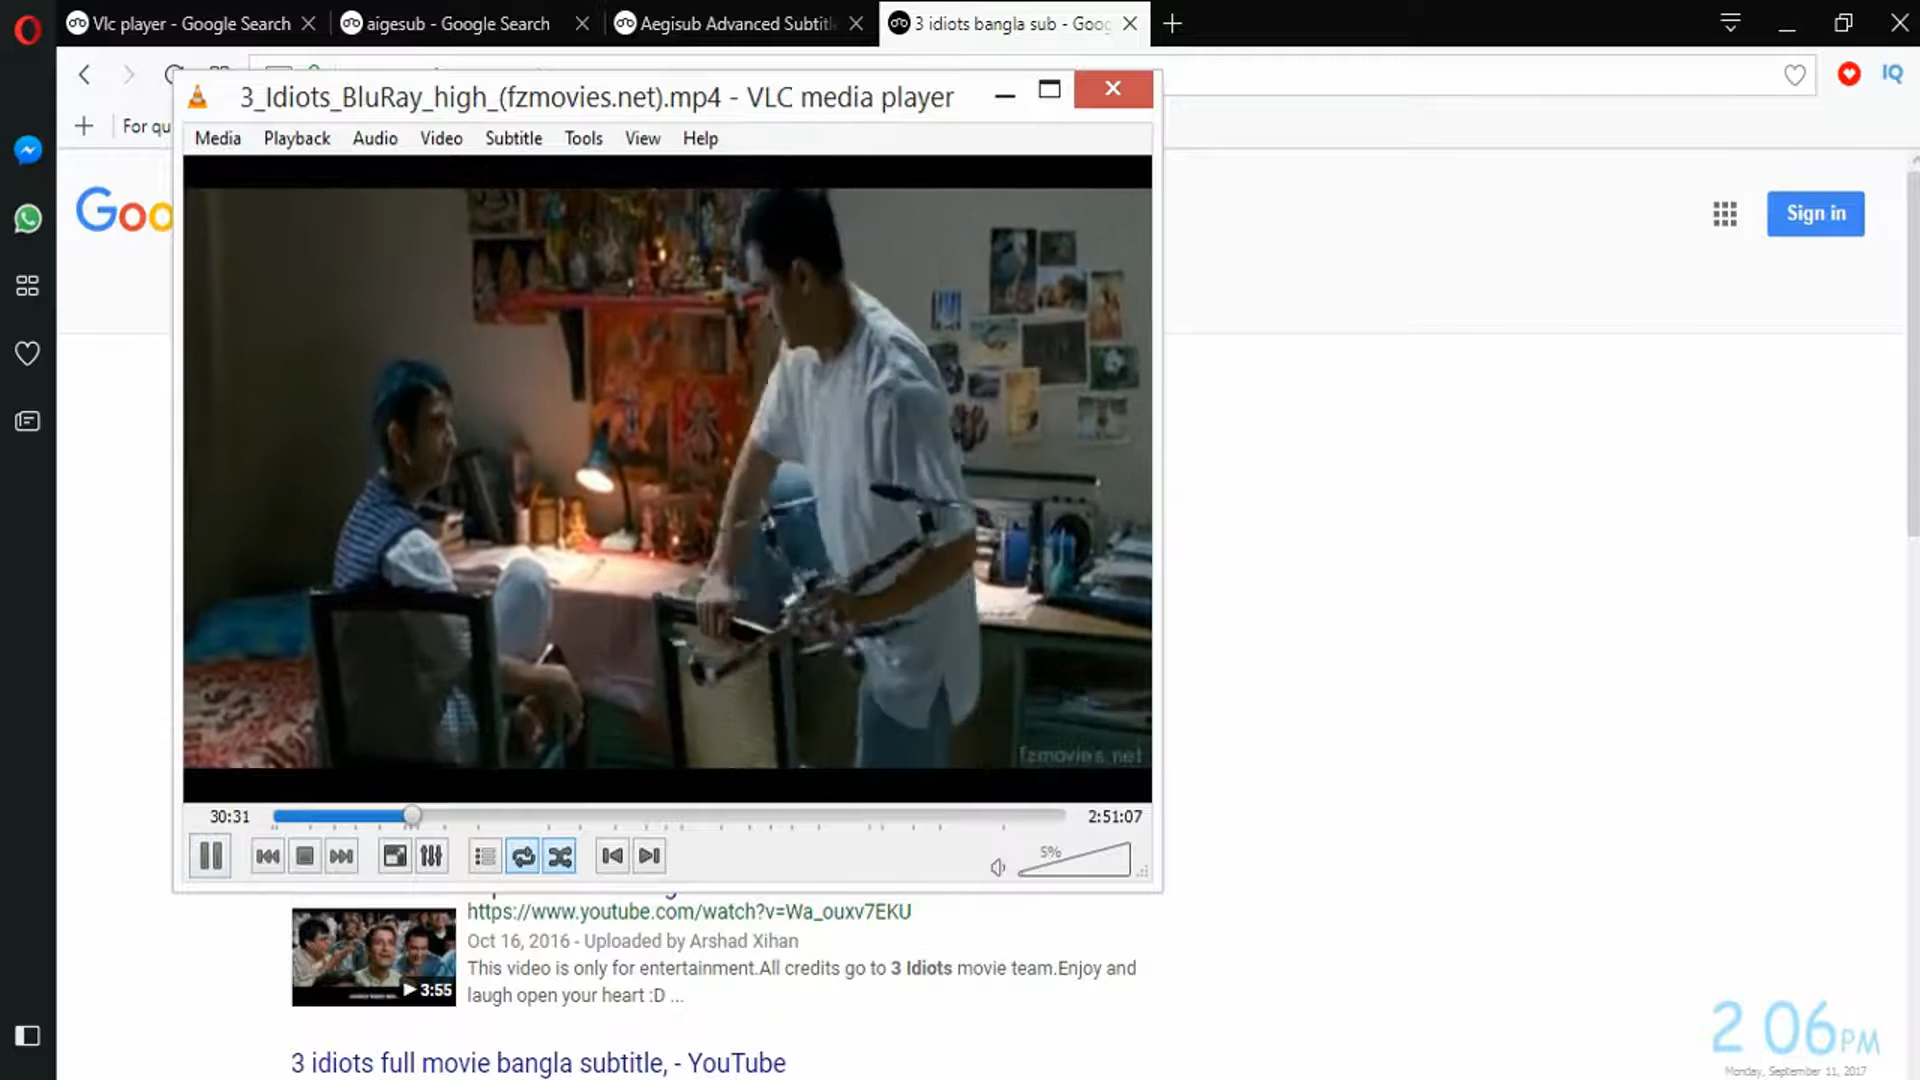 Vlc player - Google Search
aigesub - Google Search
Aegisub Advanced Subtitl
3 idiots bangla sub - Goog
IQ
For qu
3_Idiots_BluRay_high_(fzmovies.net).mp4 - VLC media player
Media Playback Audio Video Subtitle Tools View Help
Goo
Sign in
fzmovies.net
30:31
2:51:07
5%
https://www.youtube.com/watch?v=Wa_ouxv7EKU
Oct 16, 2016 - Uploaded by Arshad Xihan
This video is only for entertainment.All credits go to 3 Idiots movie team.Enjoy and
laugh open your heart :D ...
3:55
3 idiots full movie bangla subtitle, - YouTube
2 06PM
Monday, September 11, 2017